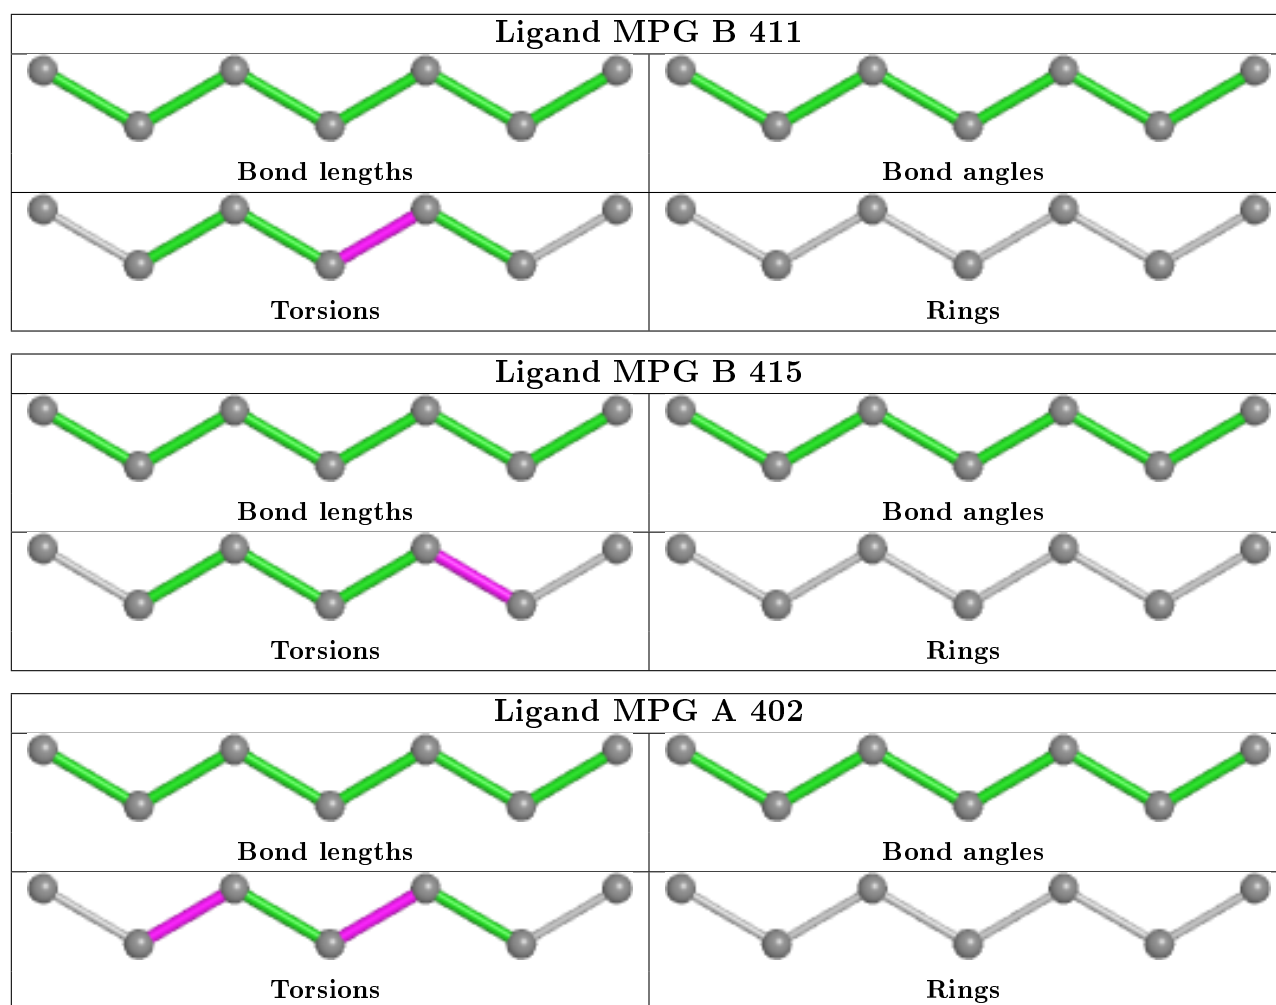 Ligand MPG B 411
Bond lengths
Bond angles
Torsions
Rings
Ligand MPG B 415
Bond lengths
Bond angles
Torsions
Rings
Ligand MPG A 402
Bond lengths
Bond angles
Torsions
Rings